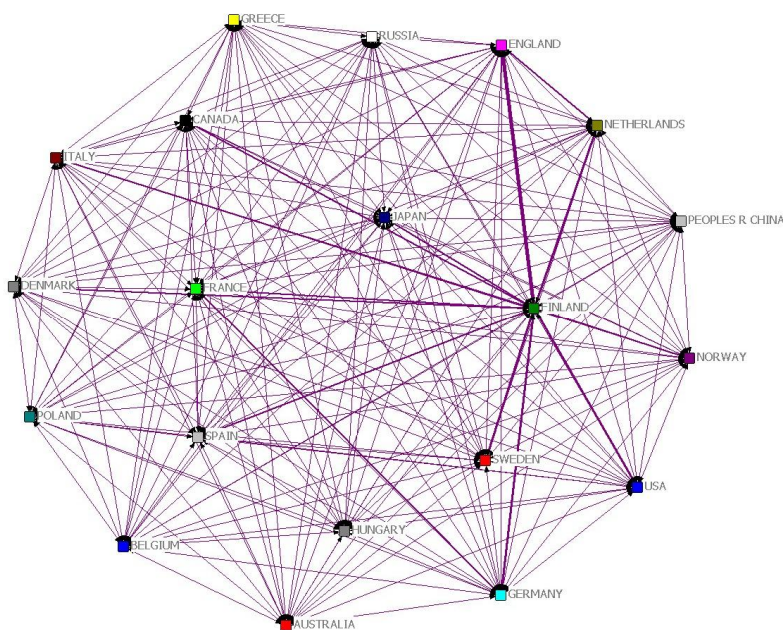 GREECE
RUSSIA
ENGLAND
CANADA
NETHERLANDS
ITALY
JAPAN
PEOPLES R CHINA
DENMARK
FRANCE
FINLAND
NORWAY
POLAND
SPAIN
SWEDEN
USA
HUNGARY
BELGIUM
GERMANY
AUSTRALIA